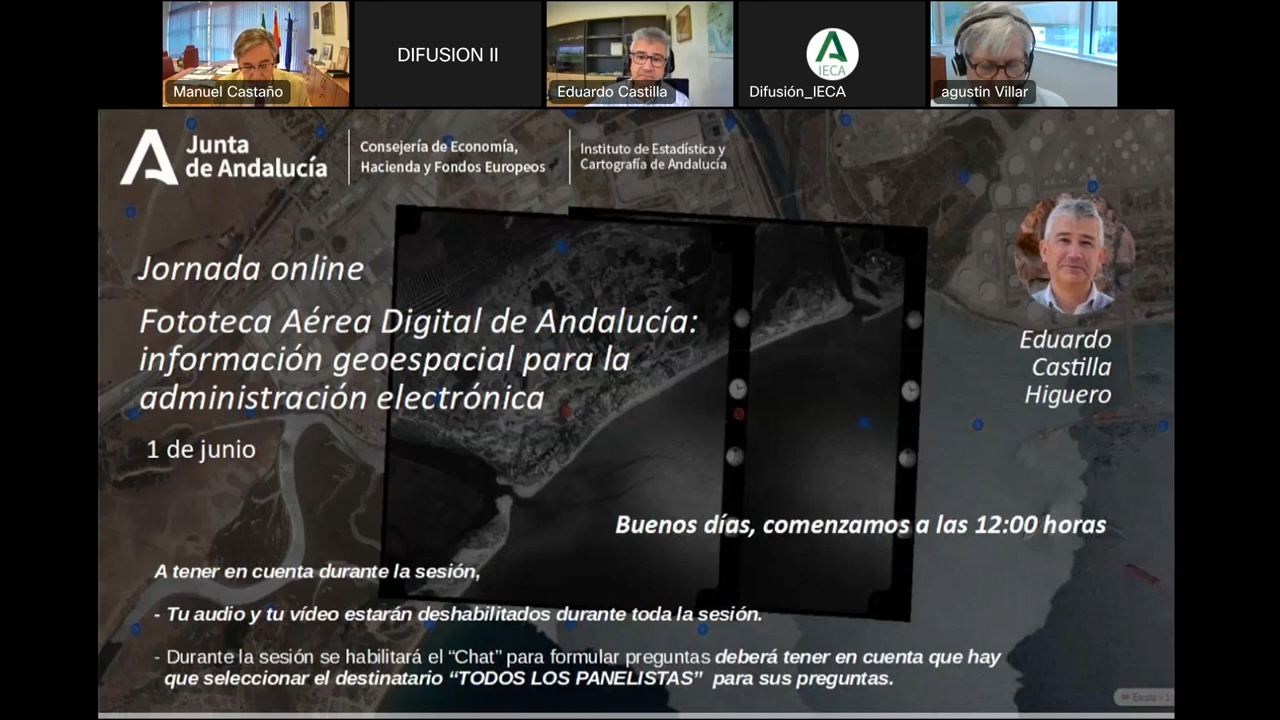 Manuel Castaño
DIFUSION II
Eduardo Castilla
IECA
Difusión_IECA
agustin Villar
Junta
de Andalucía
Consejería de Economía,
Hacienda y Fondos Europeos
Instituto de Estadística y
Cartografía de Andalucía
Jornada online
Fototeca Aérea Digital de Andalucía:
información geoespacial para la
administración electrónica
1 de junio
Eduardo
Castilla
Higuero
Buenos días, comenzamos a las 12:00 horas
A tener en cuenta durante la sesión,
- Tu audio y tu vídeo estarán deshabilitados durante toda la sesión.
- Durante la sesión se habilitará el “Chat” para formular preguntas deberá tener en cuenta que hay
que seleccionar el destinatario “TODOS LOS PANELISTAS” para sus preguntas.